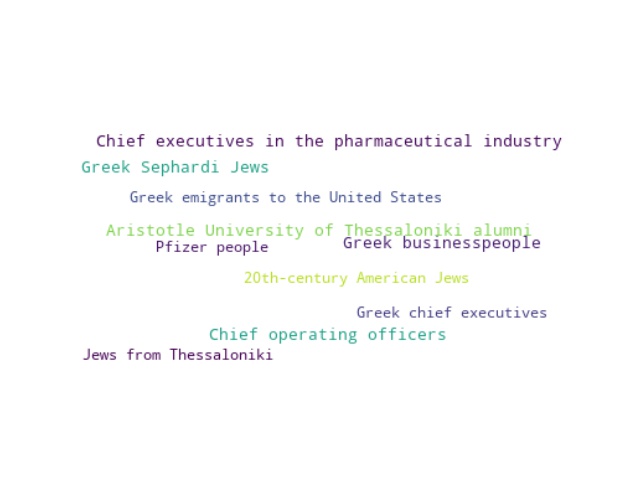 Chief executives in the pharmaceutical industry
Greek Sephardi Jews
Greek emigrants to the United States
Aristotle University of Thessaloniki alumni
Greek businesspeople
Pfizer people
20th-century American Jews
Greek chief executives
Chief operating officers
Jews from Thessaloniki